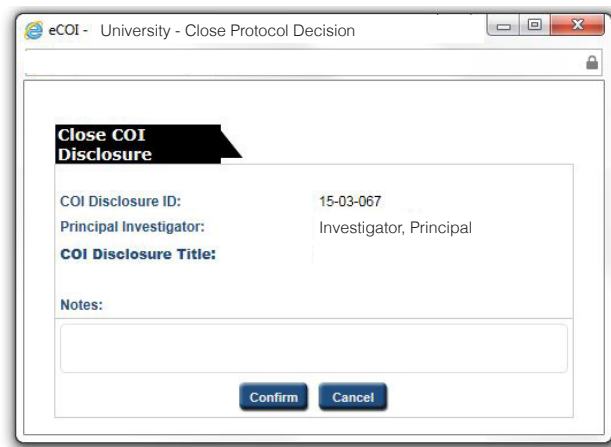 eCOI - University - Close Protocol Decision
Close COI
Disclosure
COI Disclosure ID: 15-03-067
Principal Investigator: Investigator, Principal
COI Disclosure Title:
Notes:
Confirm Cancel